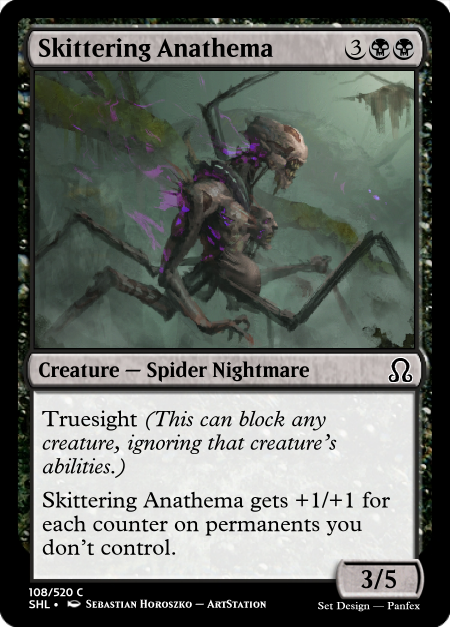 Skittering Anathema 3
Creature — Spider Nightmare
Truesight (This can block any
creature, ignoring that creature's
abilities.)
Skittering Anathema gets +1/+1 for
each counter on permanents you
don't control.
3/5
108/520 C
SHL • Sebastian Horoszko — ArtStation
Set Design — Panfex